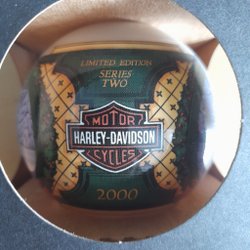 LIMITED EDITION
SERIES
TWO
MOTOR
HARLEY-DAVIDSON
CYCLES
2000